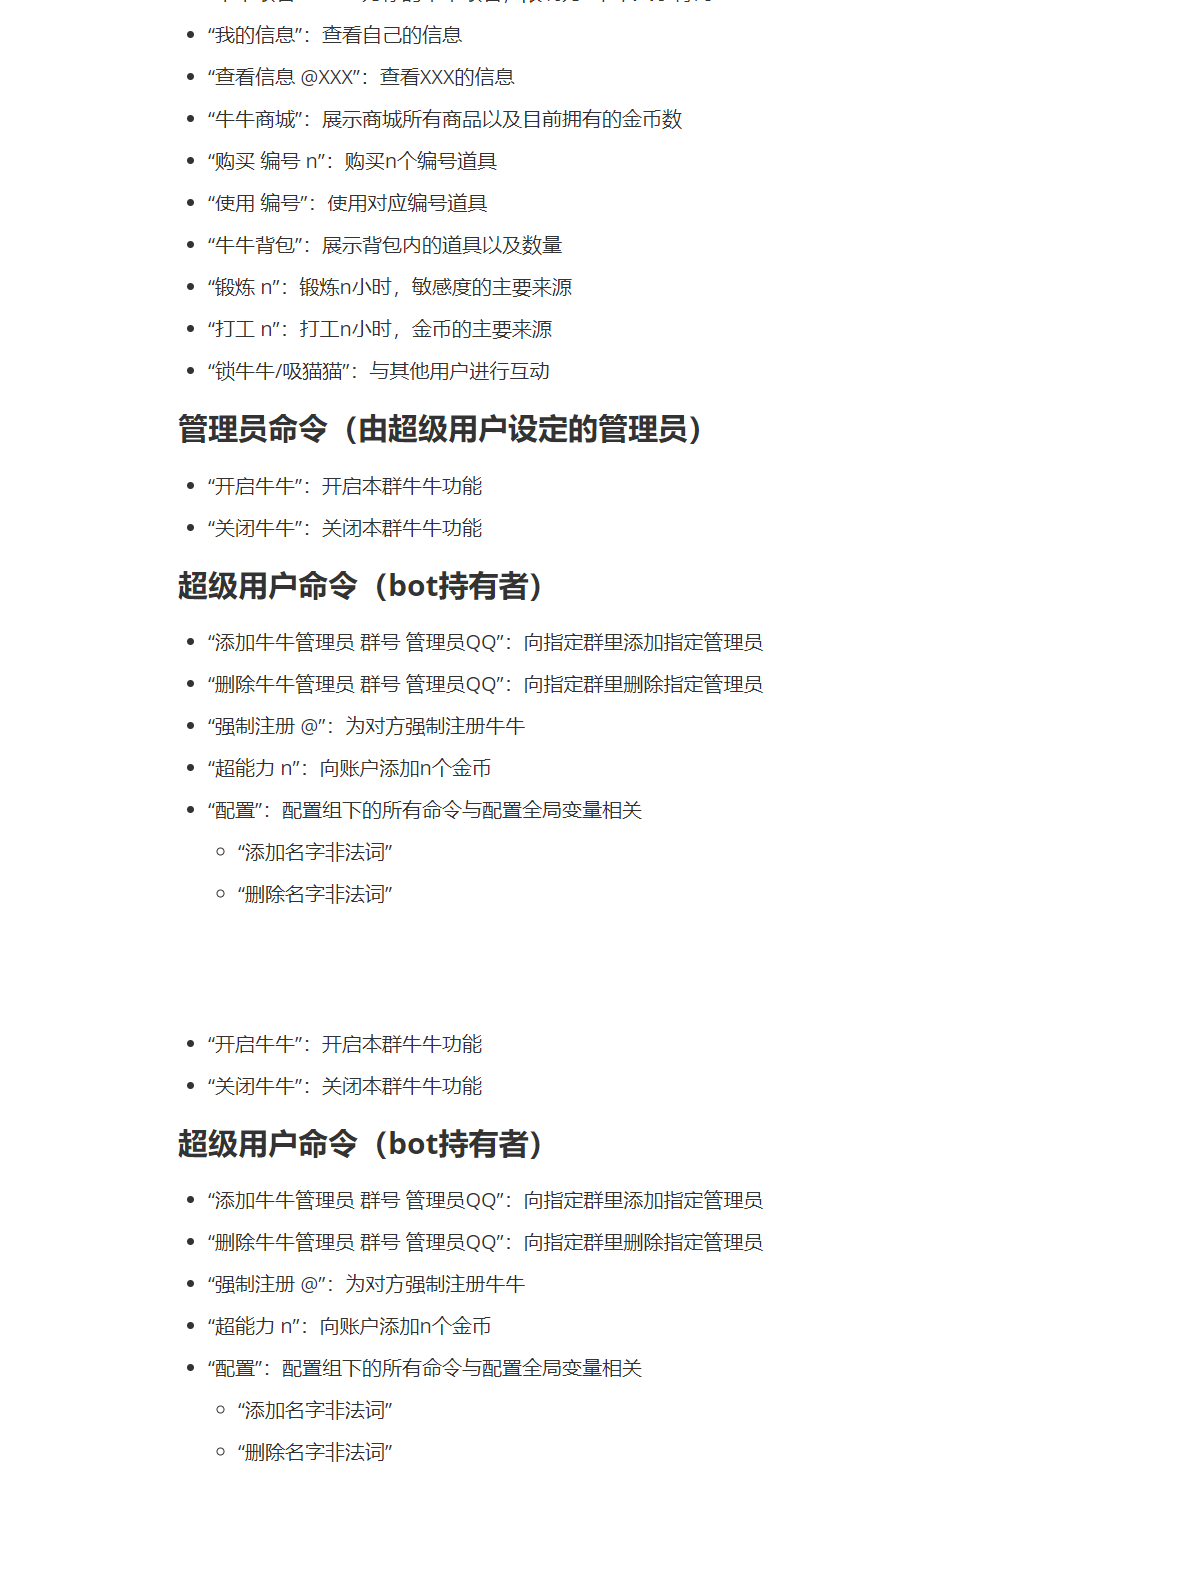 “我的信息”：查看自己的信息
“查看信息 @XXX”：查看XXX的信息
“牛牛商城”：展示商城所有商品以及目前拥有的金币数
“购买 编号 n”：购买n个编号道具
“使用 编号”：使用对应编号道具
“牛牛背包”：展示背包内的道具以及数量
“锻炼 n”：锻炼n小时，敏感度的主要来源
“打工 n”：打工n小时，金币的主要来源
“锁牛牛/吸猫猫”：与其他用户进行互动
管理员命令（由超级用户设定的管理员）
“开启牛牛”：开启本群牛牛功能
“关闭牛牛”：关闭本群牛牛功能
超级用户命令（bot持有者）
“添加牛牛管理员 群号 管理员QQ”：向指定群里添加指定管理员
“删除牛牛管理员 群号 管理员QQ”：向指定群里删除指定管理员
“强制注册 @”：为对方强制注册牛牛
“超能力 n”：向账户添加n个金币
“配置”：配置组下的所有命令与配置全局变量相关
“添加名字非法词”
“删除名字非法词”
“开启牛牛”：开启本群牛牛功能
“关闭牛牛”：关闭本群牛牛功能
超级用户命令（bot持有者）
“添加牛牛管理员 群号 管理员QQ”：向指定群里添加指定管理员
“删除牛牛管理员 群号 管理员QQ”：向指定群里删除指定管理员
“强制注册 @”：为对方强制注册牛牛
“超能力 n”：向账户添加n个金币
“配置”：配置组下的所有命令与配置全局变量相关
“添加名字非法词”
“删除名字非法词”